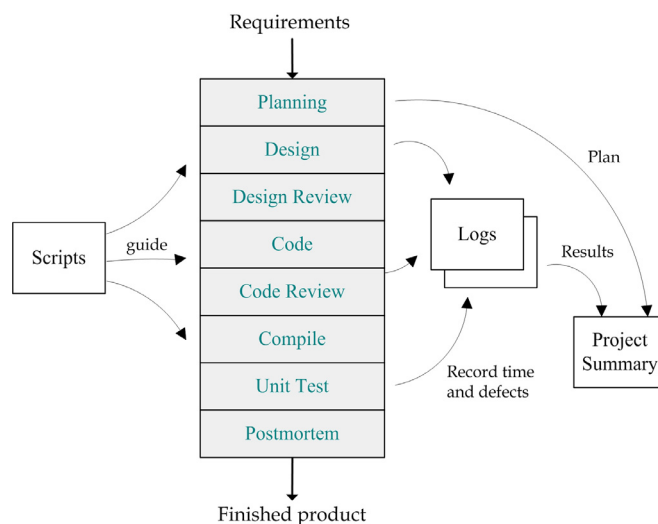 Requirements
Planning
Design
Design Review
Code
Code Review
Compile
Unit Test
Postmortem
Finished product
Scripts
guide
Logs
Plan
Results
Record time
and defects
Project
Summary